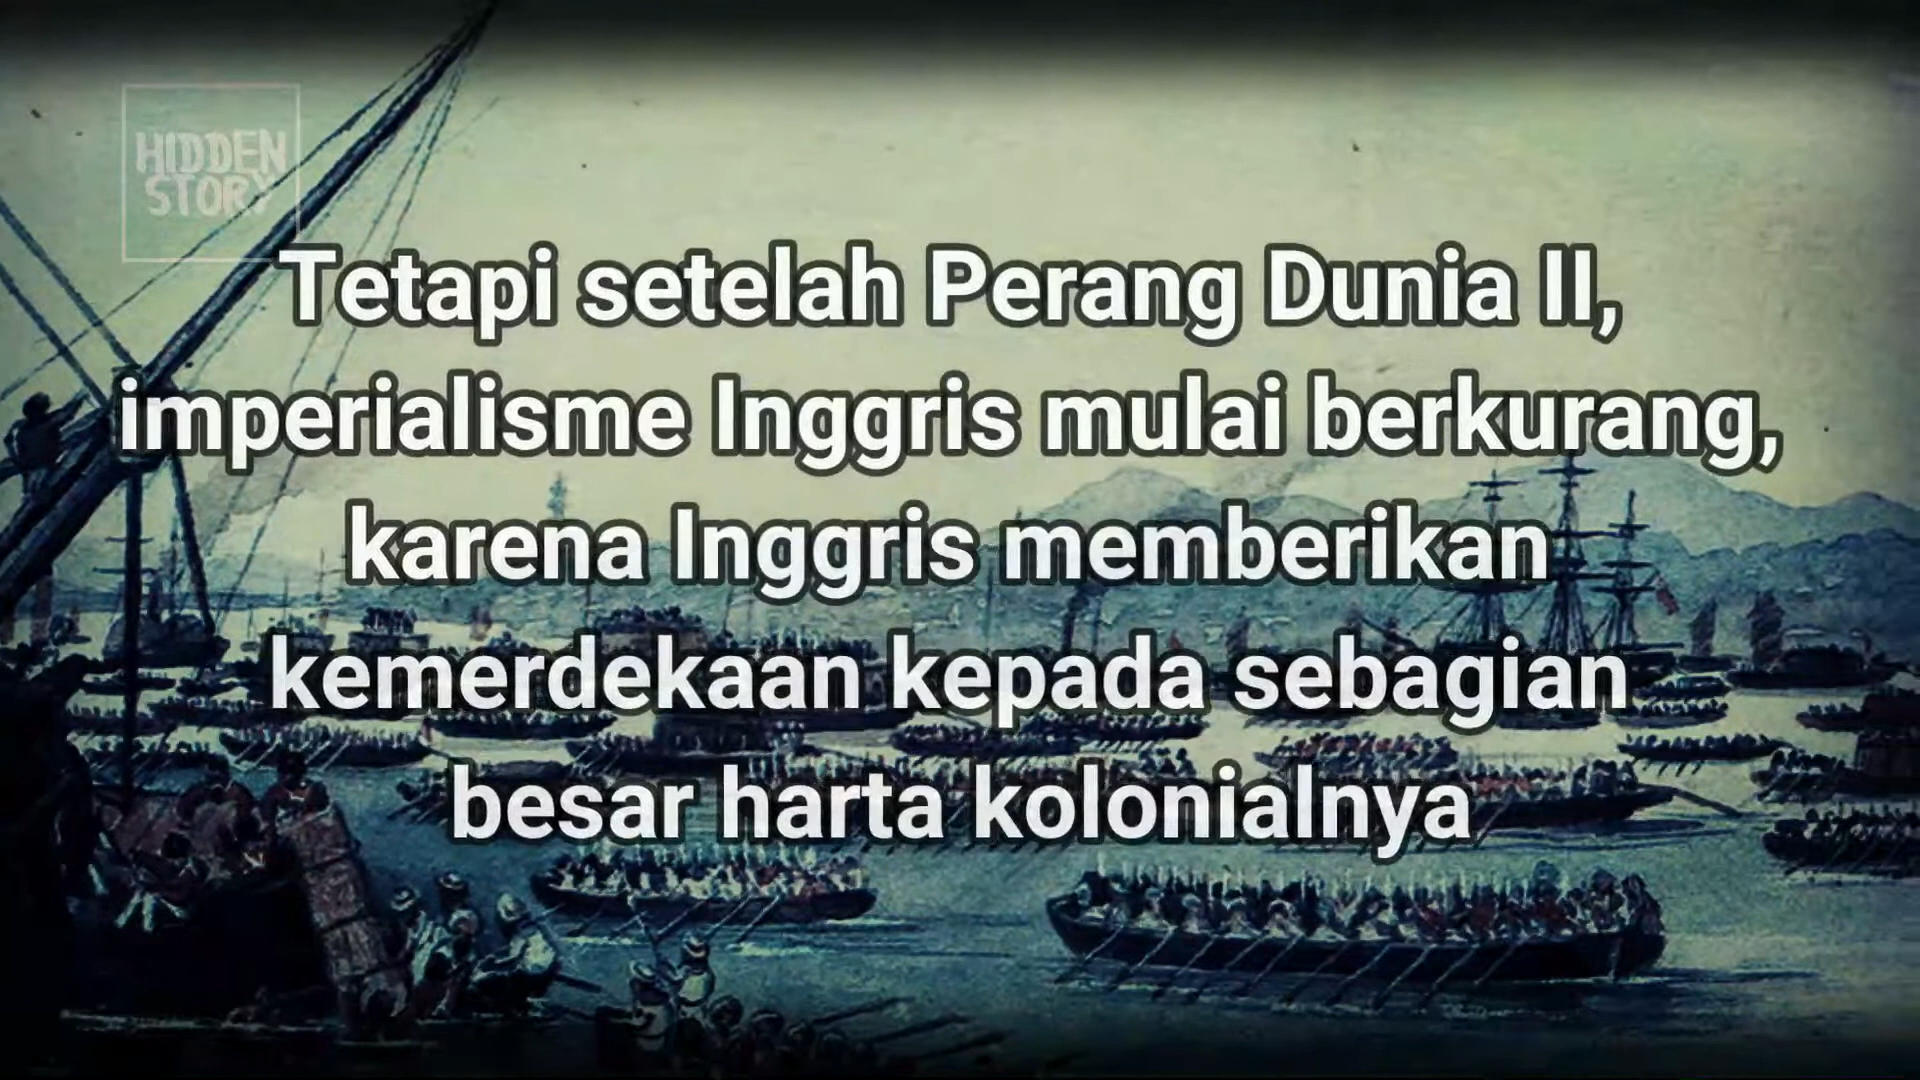 HIDDEN
STORY
Tetapi setelah Perang Dunia II,
imperialisme Inggris mulai berkurang,
karena Inggris memberikan
kemerdekaan kepada sebagian
besar harta kolonialnya